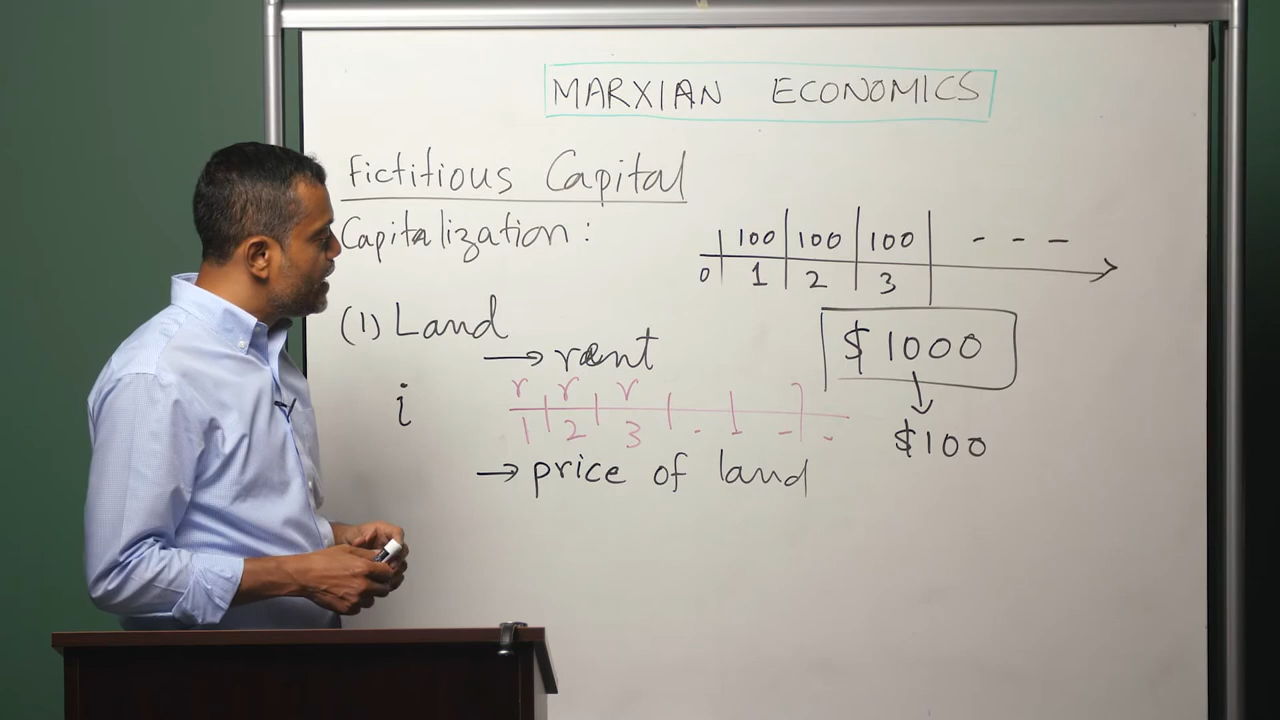 MARXIAN ECONOMICS
Fictitious Capital
Capitalization:
100 100 100 - - -
0 1 2 3
(1) Land
→ rent
$1000
i
r r r
1 2 3 . - .
$100
→ price of land